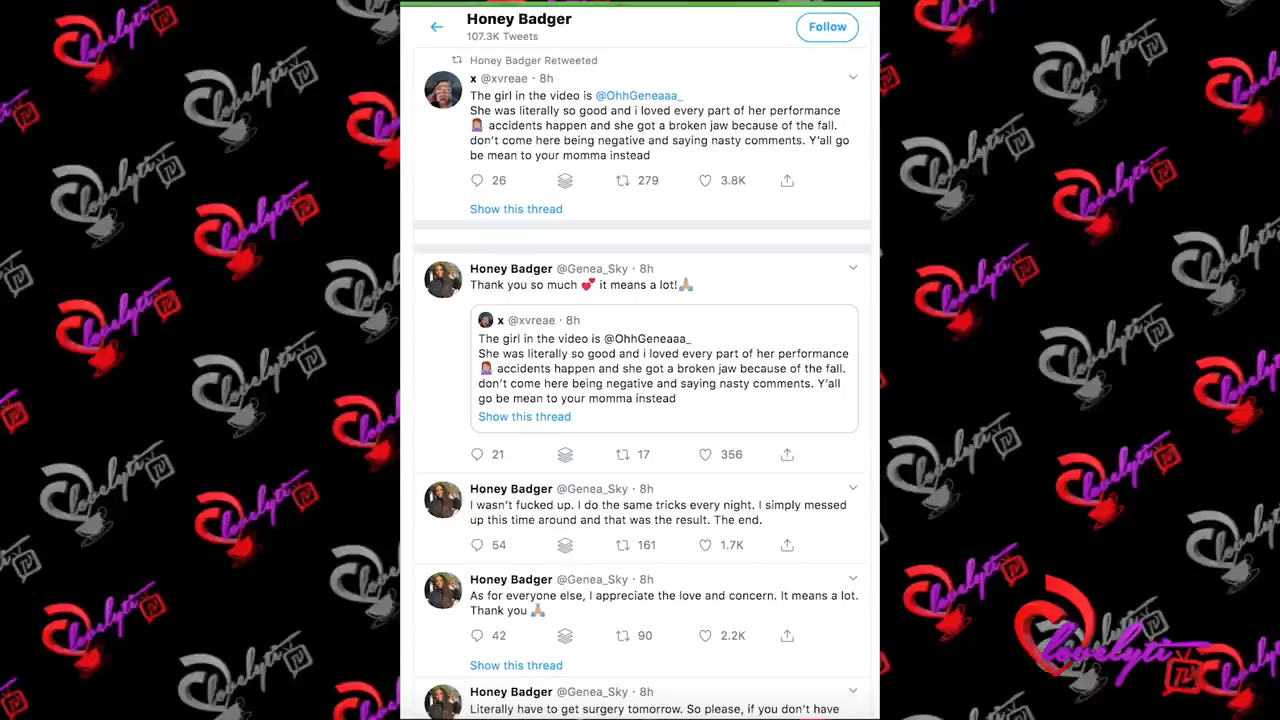 Honey Badger
107.3K Tweets
Follow
Honey Badger Retweeted
x @xvreae · 8h
The girl in the video is @OhhGeneaaa_
She was literally so good and i loved every part of her performance
accidents happen and she got a broken jaw because of the fall.
don't come here being negative and saying nasty comments. Y'all go
be mean to your momma instead
26 279 3.8K
Show this thread
Honey Badger @Genea_Sky · 8h
Thank you so much 💕 it means a lot!🙏🏽
x @xvreae · 8h
The girl in the video is @OhhGeneaaa_
She was literally so good and i loved every part of her performance
accidents happen and she got a broken jaw because of the fall.
don't come here being negative and saying nasty comments. Y'all
go be mean to your momma instead
Show this thread
21 17 356
Honey Badger @Genea_Sky · 8h
I wasn't fucked up. I do the same tricks every night. I simply messed
up this time around and that was the result. The end.
54 161 1.7K
Honey Badger @Genea_Sky · 8h
As for everyone else, I appreciate the love and concern. It means a lot.
Thank you 🙏🏽
42 90 2.2K
Show this thread
Honey Badger @Genea_Sky · 8h
Literally have to get surgery tomorrow. So please, if you don't have
lovelyti TV